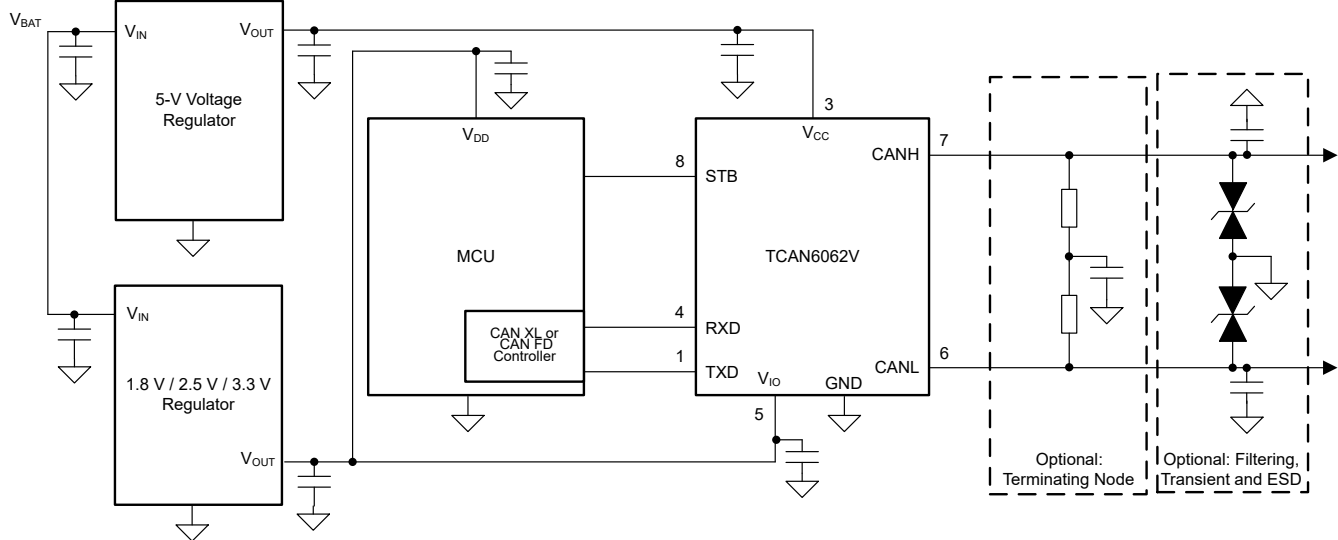 VBAT
VIN
VOUT
5-V Voltage
Regulator
VIN
1.8 V / 2.5 V / 3.3 V
Regulator
VOUT
VDD
MCU
CAN XL or
CAN FD
Controller
8
4
1
3
VCC
STB
TCAN6062V
RXD
TXD
VIO
GND
5
CANH
7
CANL
6
Optional:
Terminating Node
Optional: Filtering,
Transient and ESD